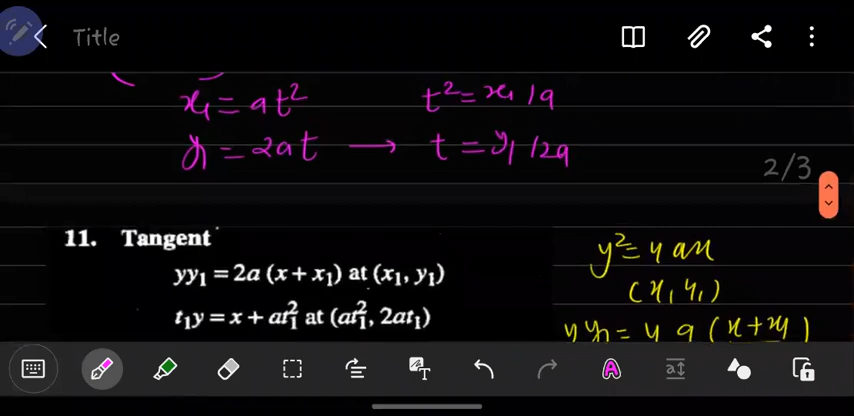 Title
x₁ = at² t² = x₁/a
y₁ = 2at → t = y₁/2a
2/3
11. Tangent
yy₁ = 2a (x + x₁) at (x₁, y₁)
t₁y = x + at₁² at (at₁², 2at₁)
y² = 4ax
(x₁ y₁)
yy₁ = 4a (x + x₁)